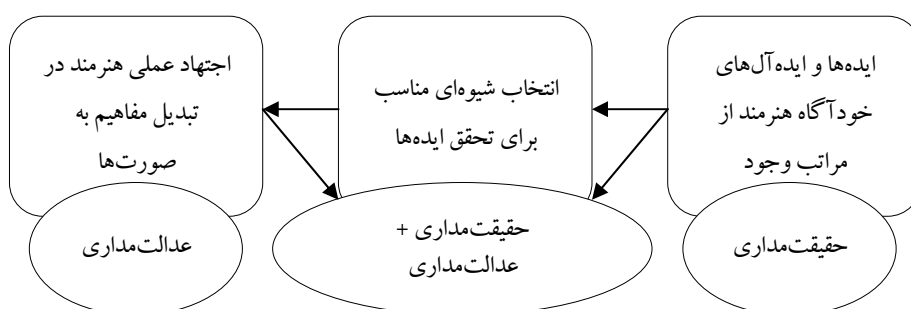 ایده‌ها و ایده‌آل‌های
خودآگاه هنرمند از
مراتب وجود
حقیقت‌مداری
انتخاب شیوه‌ای مناسب
برای تحقق ایده‌ها
حقیقت‌مداری +
عدالت‌مداری
اجتهاد عملی هنرمند در
تبدیل مفاهیم به
صورت‌ها
عدالت‌مداری